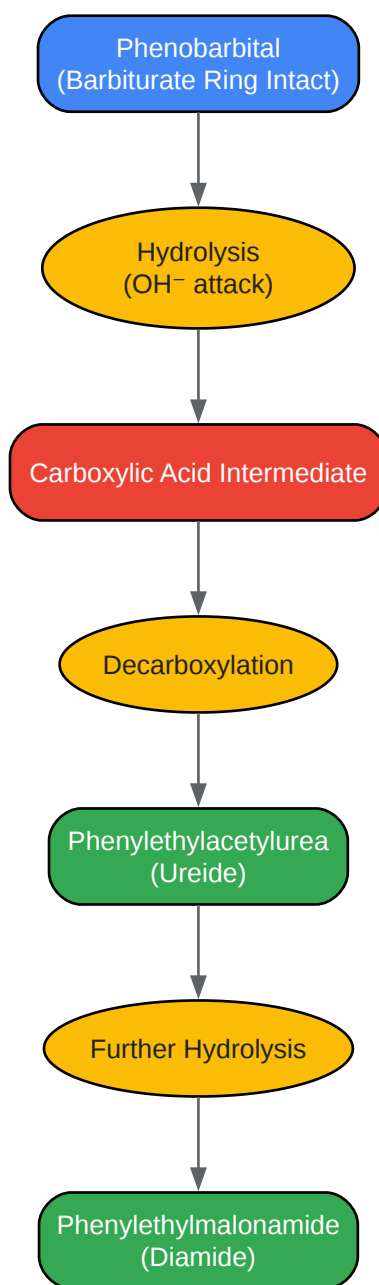 Phenobarbital
(Barbiturate Ring Intact)
Hydrolysis
(OH⁻ attack)
Carboxylic Acid Intermediate
Decarboxylation
Phenylethylacetylurea
(Ureide)
Further Hydrolysis
Phenylethylmalonamide
(Diamide)